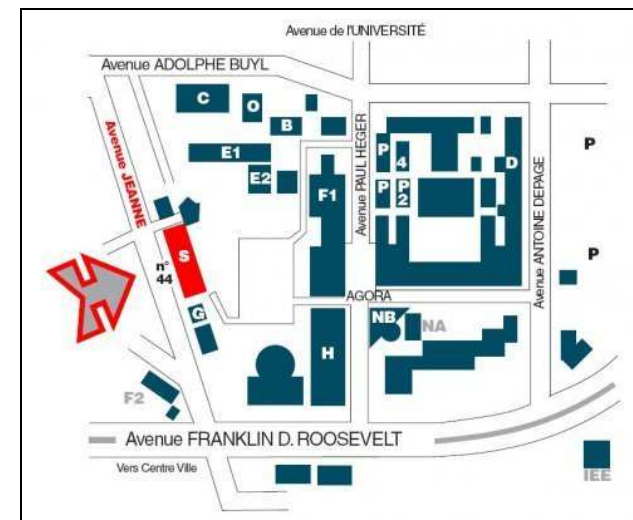 Avenue de l'UNIVERSITÉ
Avenue ADOLPHE BUYL
C
O
B
E1
E2
F1
Avenue JEANNE
Avenue PAUL HEGER
P
4
P
P
2
D
P
P
Avenue ANTOINE DEPAGE
S
n°
44
G
AGORA
H
NB
NA
F2
Avenue FRANKLIN D. ROOSEVELT
Vers Centre Ville
IEE